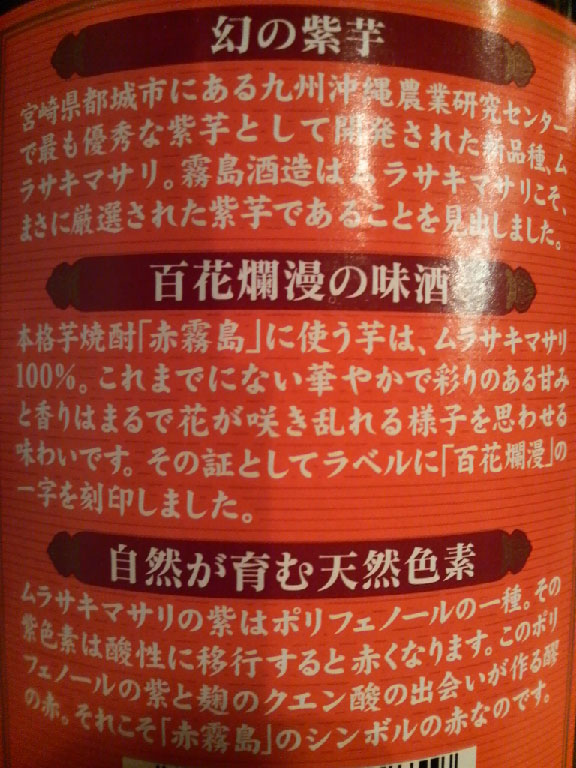 幻の紫芋
宮崎県都城市にある九州沖縄農業研究センター
で最も優秀な紫芋として開発された新品種、ム
ラサキマサリ。霧島酒造はムラサキマサリこそ、
まさに厳選された紫芋であることを見出しました。
百花爛漫の味酒
本格芋焼酎「赤霧島」に使う芋は、ムラサキマサリ
100%。これまでにない華やかで彩りのある甘み
と香りはまるで花が咲き乱れる様子を思わせる
味わいです。その証としてラベルに「百花爛漫」の
一字を刻印しました。
自然が育む天然色素
ムラサキマサリの紫はポリフェノールの一種。その
紫色素は酸性に移行すると赤くなります。このポリ
フェノールの紫と麹のクエン酸の出会いが作る醪
の赤。それこそ「赤霧島」のシンボルの赤なのです。